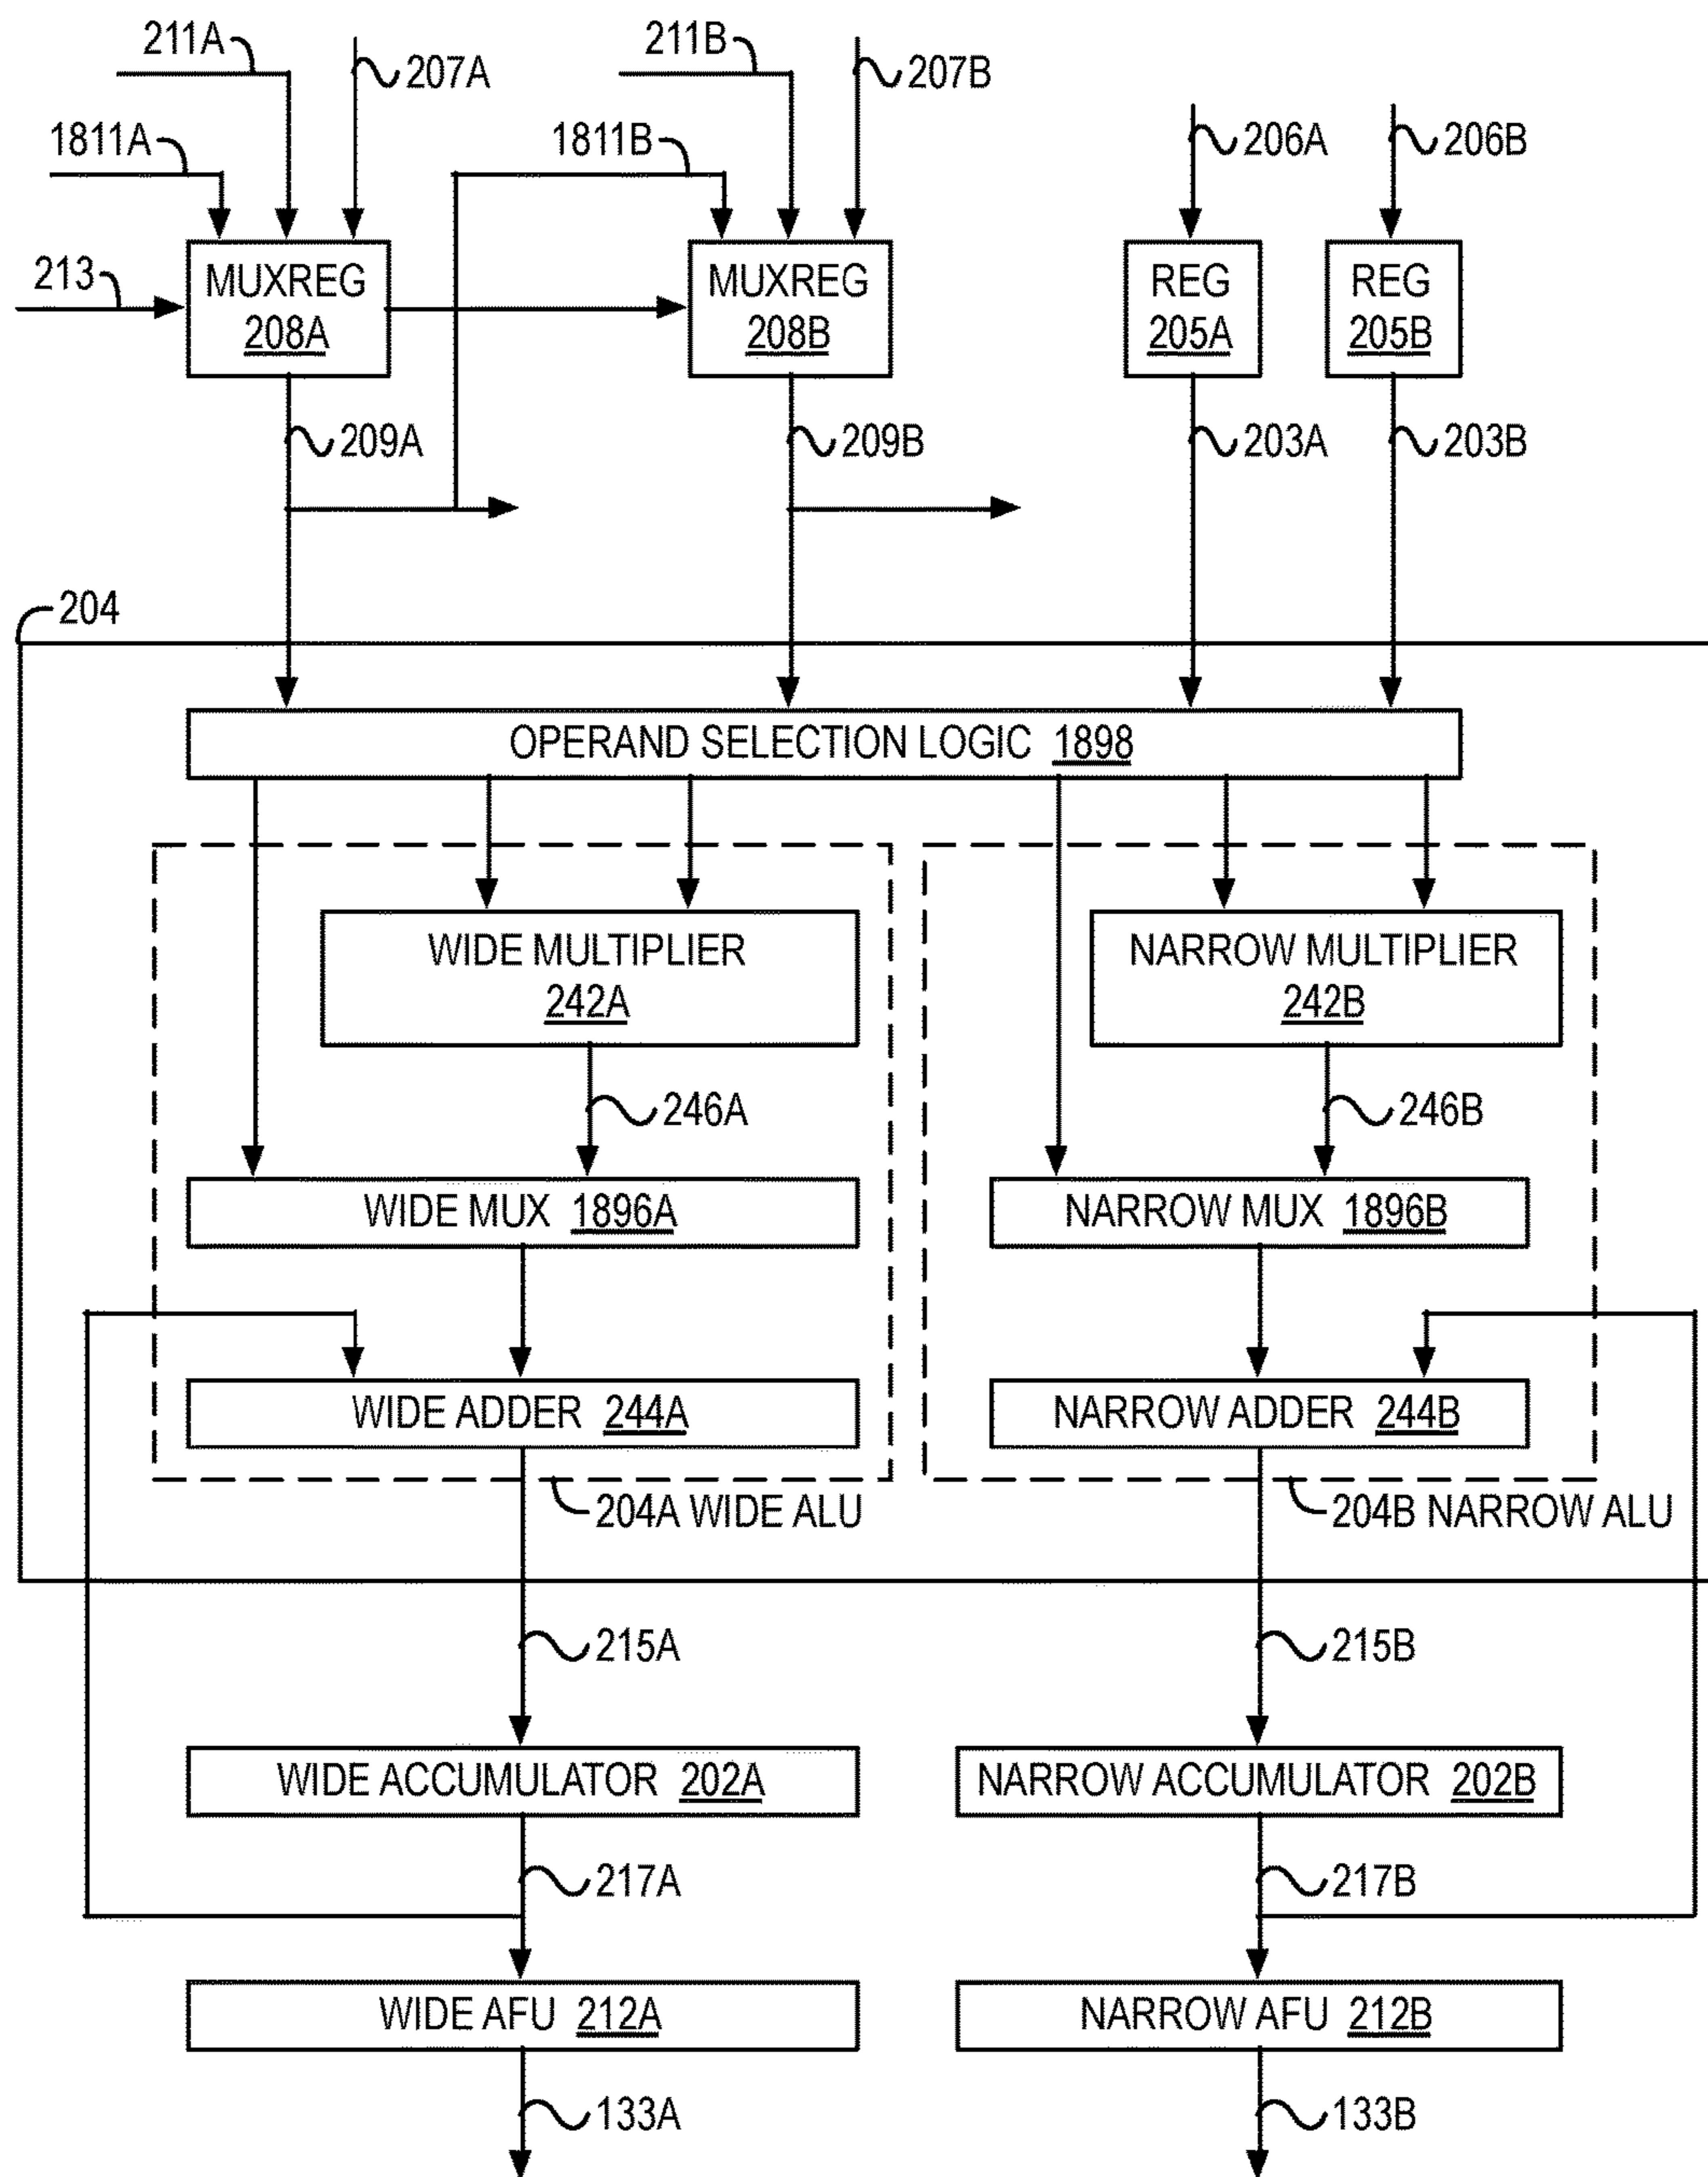 211A
207A
211B
207B
1811A
1811B
206A
206B
213
MUXREG
208A
MUXREG
208B
REG
205A
REG
205B
209A
209B
203A
203B
204
OPERAND SELECTION LOGIC 1898
WIDE MULTIPLIER
242A
NARROW MULTIPLIER
242B
246A
246B
WIDE MUX 1896A
NARROW MUX 1896B
WIDE ADDER 244A
NARROW ADDER 244B
204A WIDE ALU
204B NARROW ALU
215A
215B
WIDE ACCUMULATOR 202A
NARROW ACCUMULATOR 202B
217A
217B
WIDE AFU 212A
NARROW AFU 212B
133A
133B